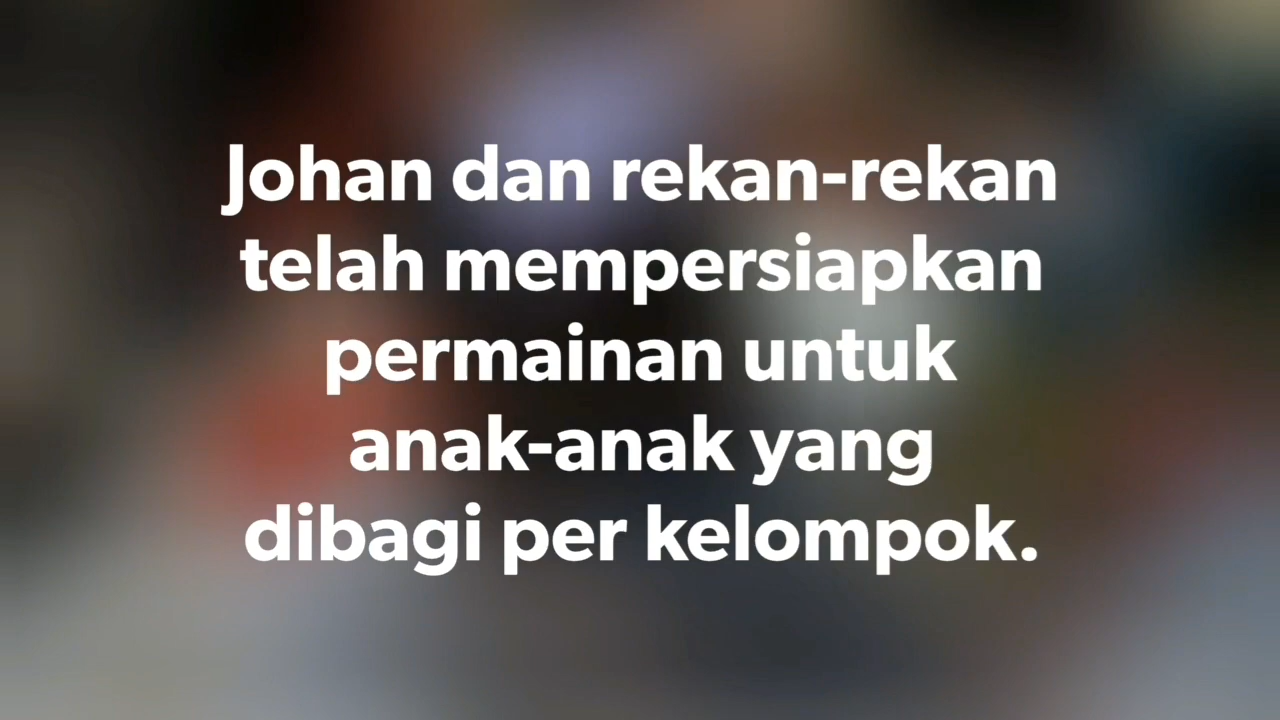 Johan dan rekan-rekan
telah mempersiapkan
permainan untuk
anak-anak yang
dibagi per kelompok.